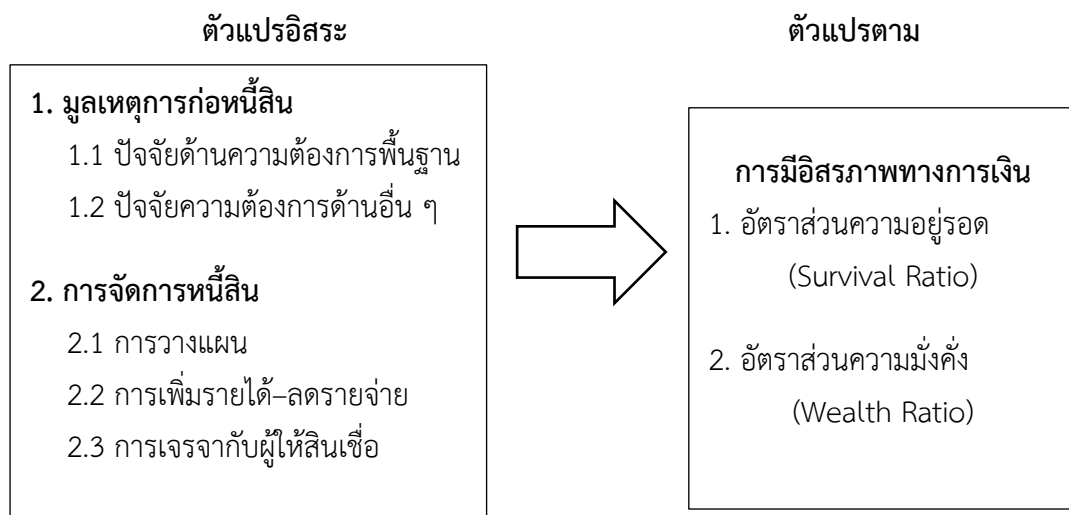 ตัวแปรอิสระ
1. มูลเหตุการก่อหนี้สิน
1.1 ปัจจัยด้านความต้องการพื้นฐาน
1.2 ปัจจัยความต้องการด้านอื่น ๆ
2. การจัดการหนี้สิน
2.1 การวางแผน
2.2 การเพิ่มรายได้–ลดรายจ่าย
2.3 การเจรจากับผู้ให้สินเชื่อ
ตัวแปรตาม
การมีอิสรภาพทางการเงิน
1. อัตราส่วนความอยู่รอด
(Survival Ratio)
2. อัตราส่วนความมั่งคั่ง
(Wealth Ratio)